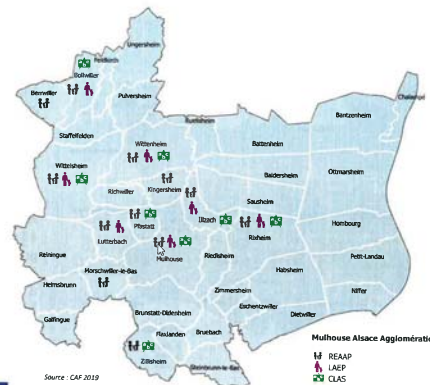 Ungersheim
Feldkirch
Bollwiller
Berrwiller
Pulversheim
Bantzenheim
Chalampé
Ruelisheim
Staffelfelden
Wittenheim
Battenheim
Wittelsheim
Baldersheim
Ottmarsheim
Richwiller
Kingersheim
Sausheim
Illzach
Hombourg
Pfastatt
Rixheim
Lutterbach
Mulhouse
Riedisheim
Petit-Landau
Reiningue
Habsheim
Morschwiller-le-Bas
Heimsbrunn
Zimmersheim
Niffer
Eschentzwiller
Galfingue
Brunstatt-Didenheim
Dietwiller
Flaxlanden
Bruebach
Zillisheim
Steinbrunn-le-Bas
Mulhouse Alsace Agglomération
REAAP
LAEP
CLAS
Source : CAF 2019